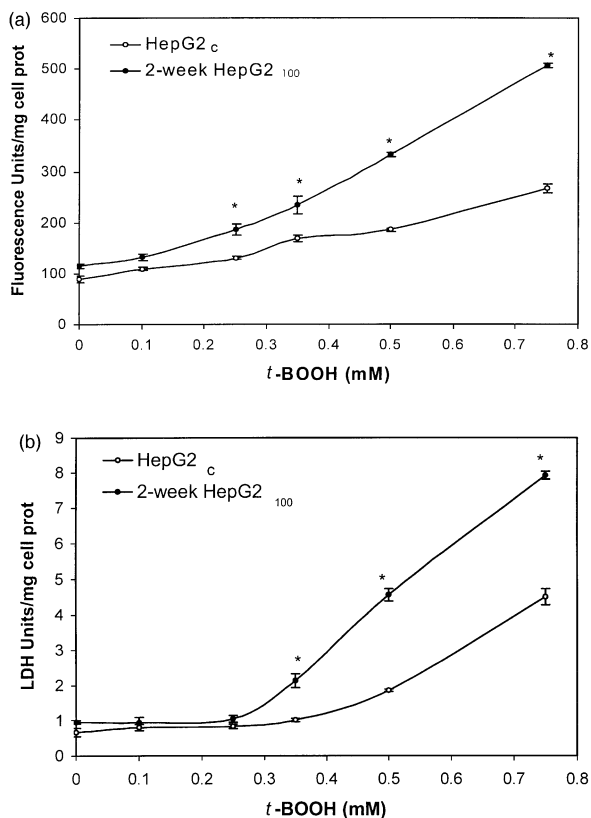 (a)
Fluorescence Units/mg cell prot
600
500
400
300
200
100
0
HepG2 c
2-week HepG2 100
*
*
*
*
0 0.1 0.2 0.3 0.4 0.5 0.6 0.7 0.8
t-BOOH (mM)
(b)
LDH Units/mg cell prot
9
8
7
6
5
4
3
2
1
0
HepG2 C
2-week HepG2 100
*
*
*
0 0.1 0.2 0.3 0.4 0.5 0.6 0.7 0.8
t-BOOH (mM)